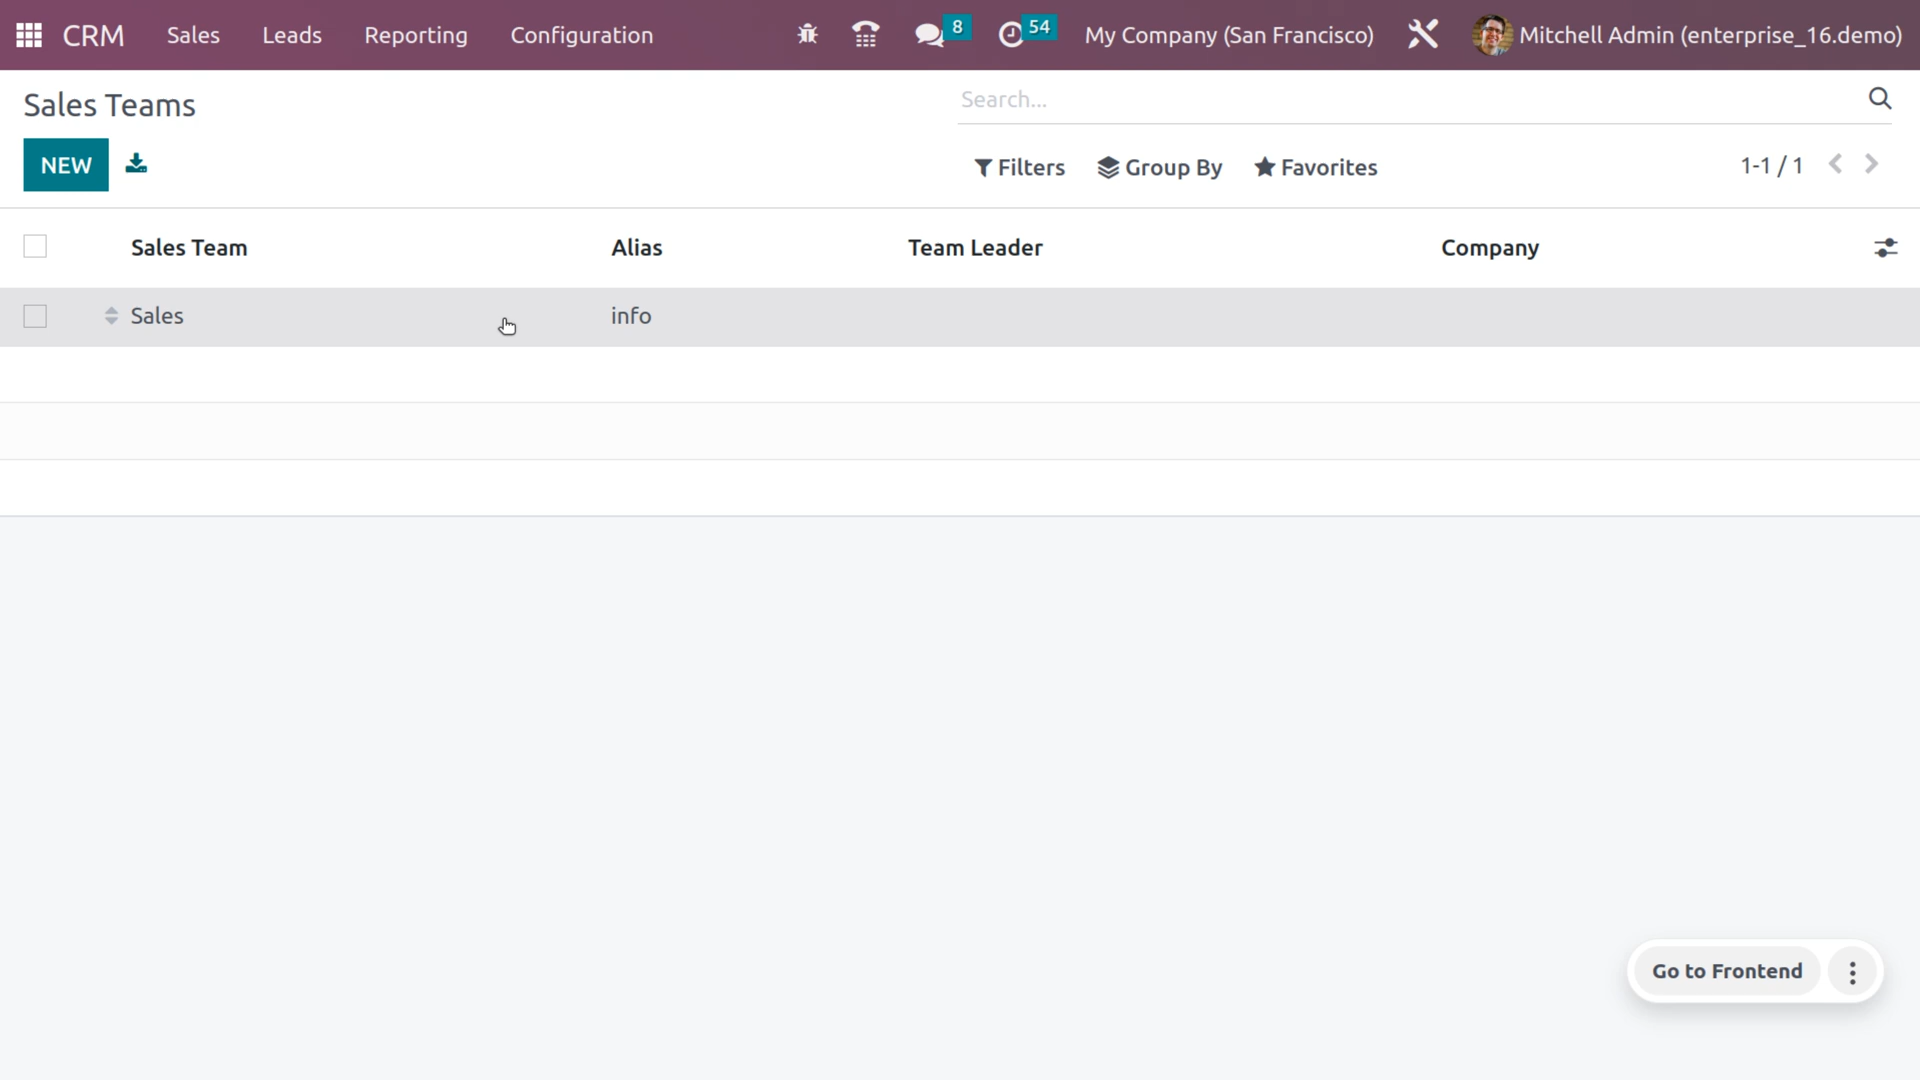 CRM Sales Leads Reporting Configuration 8 54 My Company (San Francisco) Mitchell Admin (enterprise_16.demo)
Sales Teams
Search...
NEW
Filters Group By Favorites
1-1 / 1
Sales Team Alias Team Leader Company
Sales info
Go to Frontend